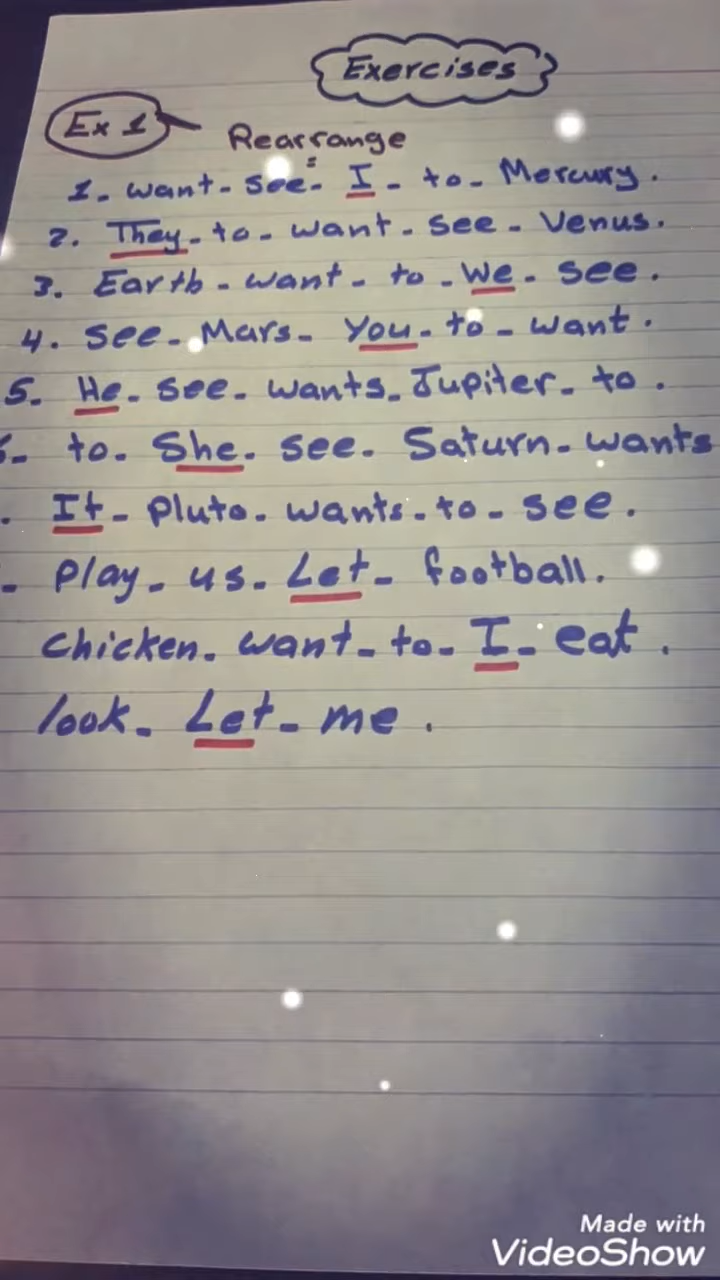 Exercises
Ex 1
Rearrange:
1. want - see - I - to - Mercury.
2. They - to - want - see - Venus.
3. Earth - want - to - We - see.
4. see - Mars - You - to - want.
5. He - see - wants - Jupiter - to.
to - She - see - Saturn - wants
It - Pluto - wants - to - see.
Play - us - Let - football.
Chicken - want - to - I - eat.
look - Let - me.
Made with
VideoShow